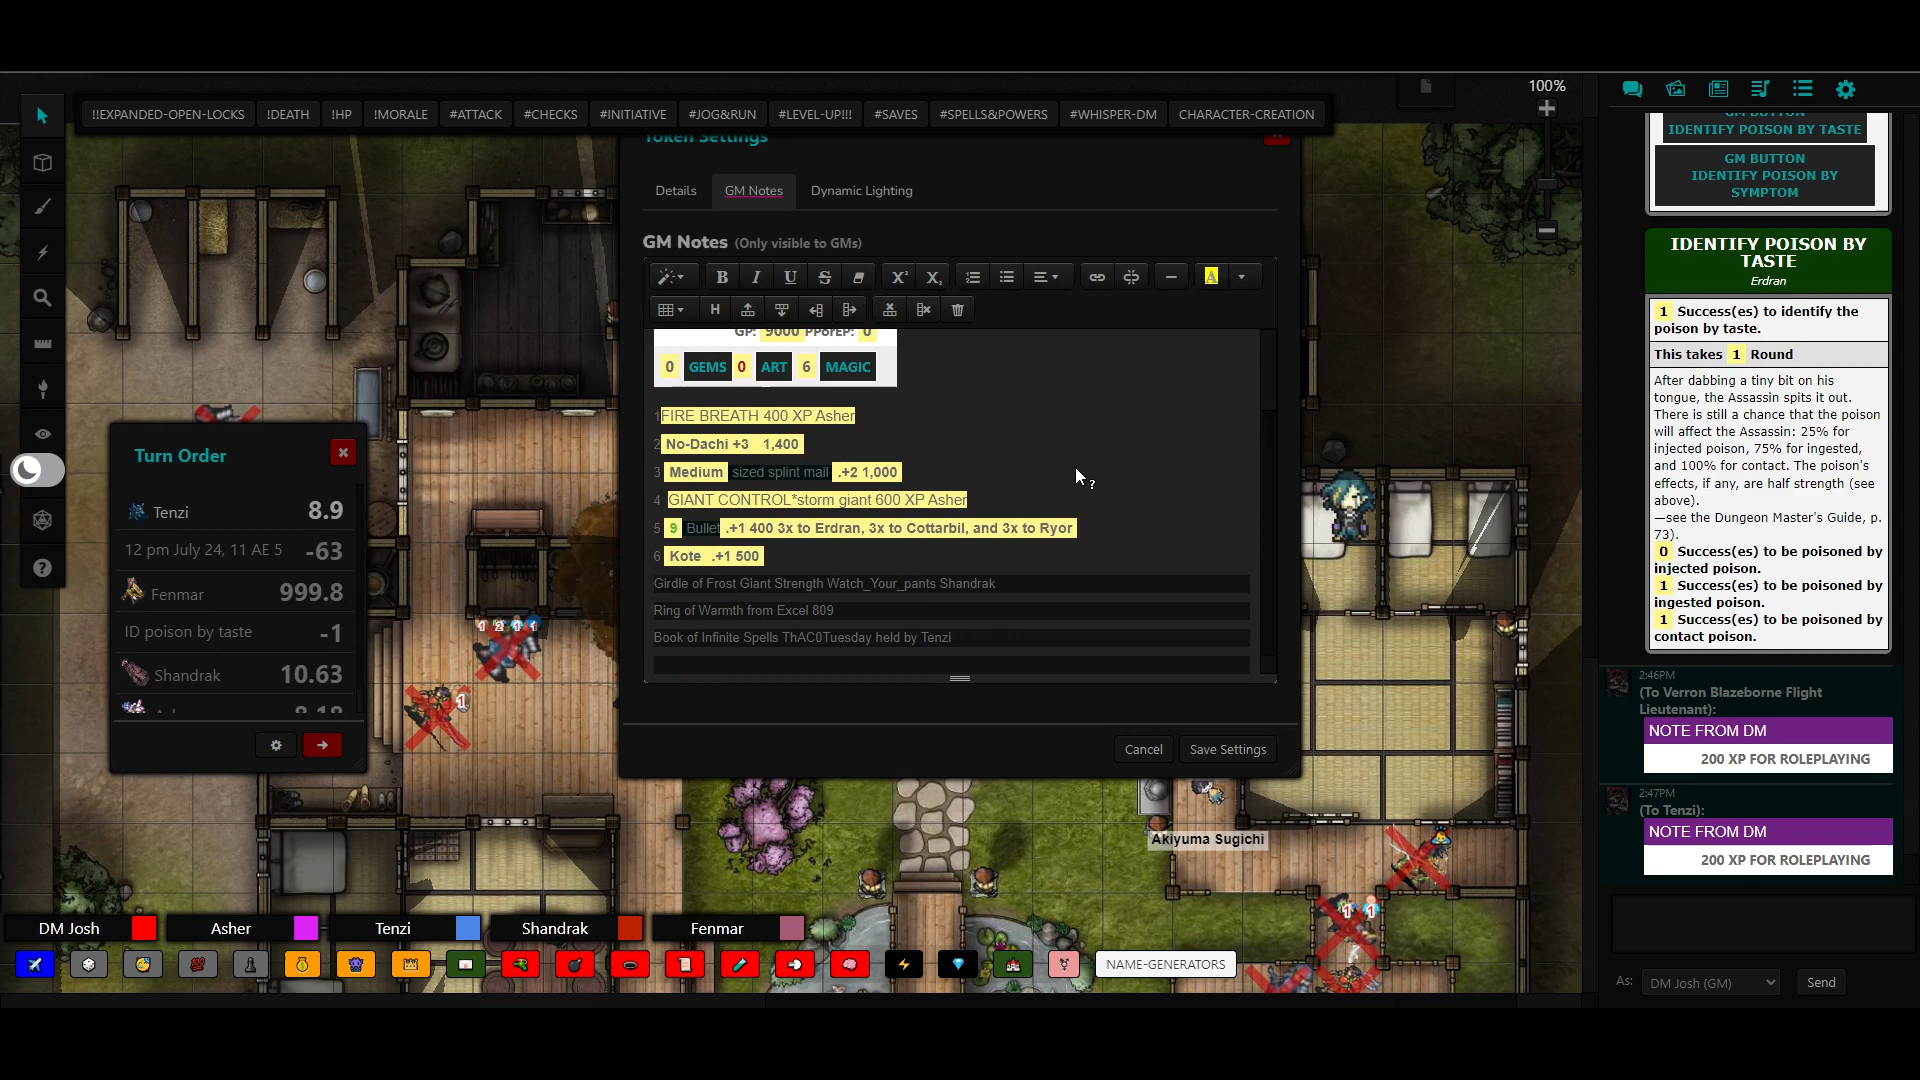 100%
!!EXPANDED-OPEN-LOCKS !DEATH !HP !MORALE #ATTACK #CHECKS #INITIATIVE #JOG&RUN #LEVEL-UP!!! #SAVES #SPELLS&POWERS #WHISPER-DM CHARACTER-CREATION
Token Settings
Details GM Notes Dynamic Lighting
GM Notes (Only visible to GMs)
GP: 9000 PPorEP: 0
0 GEMS 0 ART 6 MAGIC
1 FIRE BREATH 400 XP Asher
2 No-Dachi +3 1,400
3 Medium sized splint mail .+2 1,000
4 GIANT CONTROL*storm giant 600 XP Asher
5 9 Bullet .+1 400 3x to Erdran, 3x to Cottarbil, and 3x to Ryor
6 Kote .+1 500
Girdle of Frost Giant Strength Watch_Your_pants Shandrak
Ring of Warmth from Excel 809
Book of Infinite Spells ThAC0Tuesday held by Tenzi
Cancel Save Settings
Turn Order
Tenzi 8.9
12 pm July 24, 11 AE 5 -63
Fenmar 999.8
ID poison by taste -1
Shandrak 10.63
Akiyuma Sugichi
DM Josh Asher Tenzi Shandrak Fenmar
NAME-GENERATORS
GM BUTTON
IDENTIFY POISON BY TASTE
GM BUTTON
IDENTIFY POISON BY
SYMPTOM
IDENTIFY POISON BY
TASTE
Erdran
1 Success(es) to identify the
poison by taste.
This takes 1 Round
After dabbing a tiny bit on his
tongue, the Assassin spits it out.
There is still a chance that the poison
will affect the Assassin: 25% for
injected poison, 75% for ingested,
and 100% for contact. The poison's
effects, if any, are half strength (see
above).
—see the Dungeon Master's Guide, p.
73).
0 Success(es) to be poisoned by
injected poison.
1 Success(es) to be poisoned by
ingested poison.
1 Success(es) to be poisoned by
contact poison.
2:46PM
(To Verron Blazeborne Flight
Lieutenant):
NOTE FROM DM
200 XP FOR ROLEPLAYING
2:47PM
(To Tenzi):
NOTE FROM DM
200 XP FOR ROLEPLAYING
As: DM Josh (GM) Send